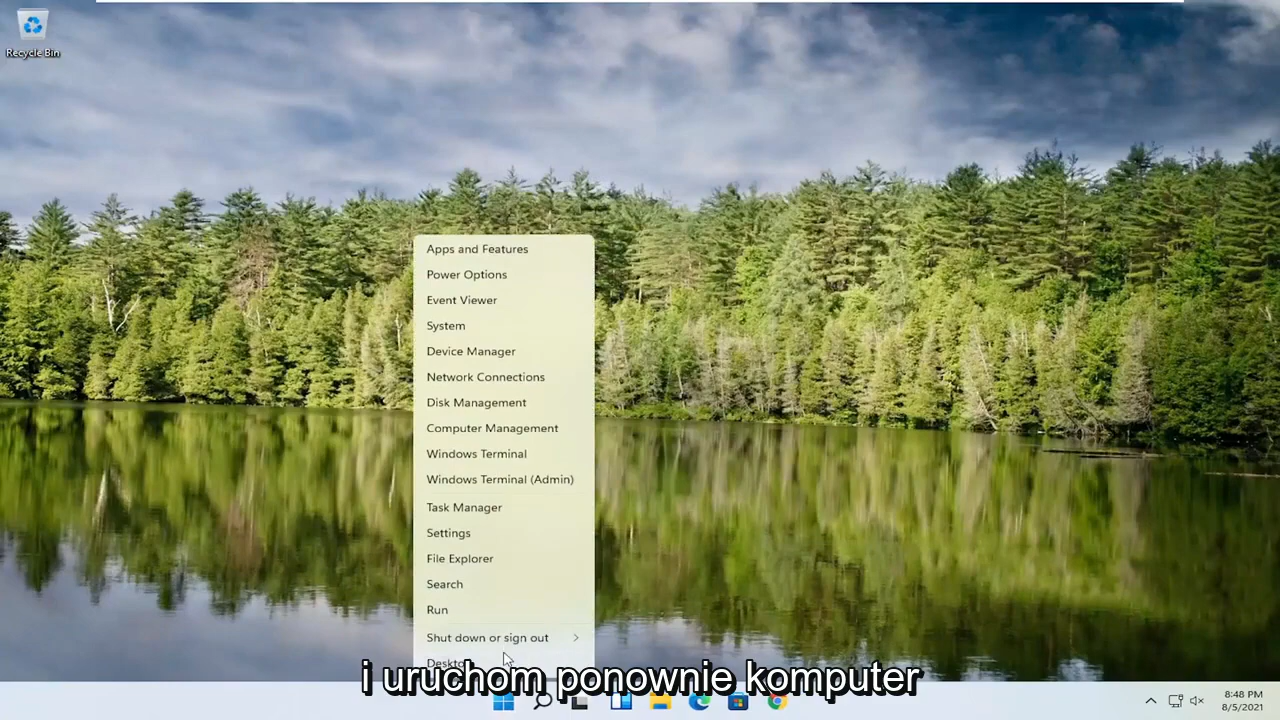 Recycle Bin
Apps and Features
Power Options
Event Viewer
System
Device Manager
Network Connections
Disk Management
Computer Management
Windows Terminal
Windows Terminal (Admin)
Task Manager
Settings
File Explorer
Search
Run
Shut down or sign out
Desktop
i uruchom ponownie komputer
8:48 PM
8/5/2021